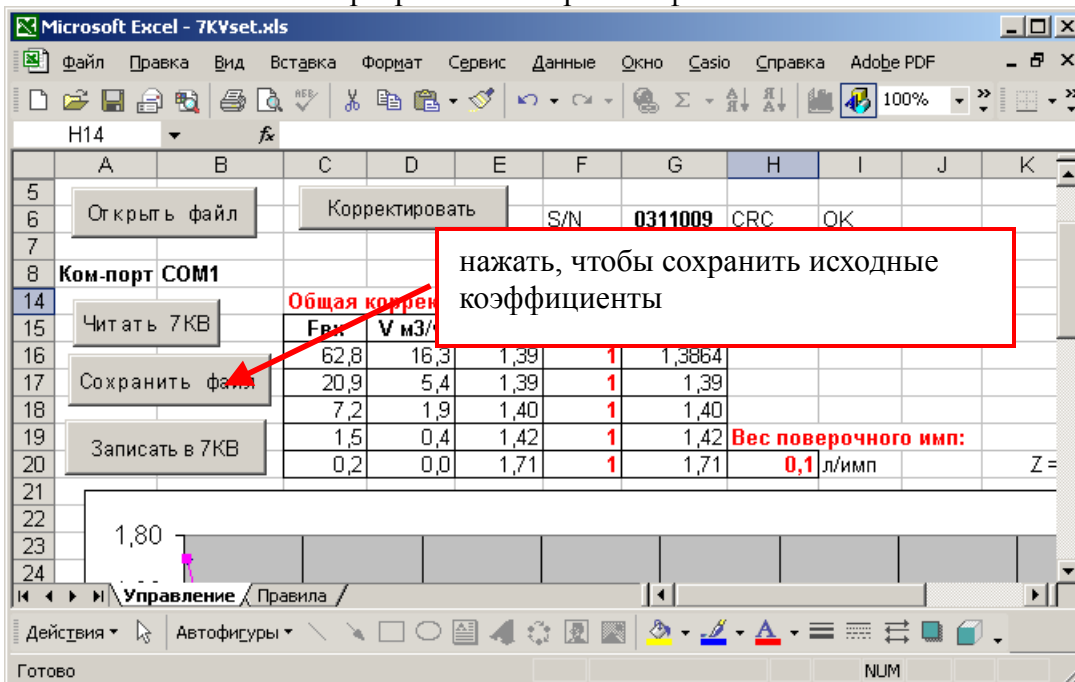 Microsoft Excel - 7KVset.xls
Файл Правка Вид Вставка Формат Сервис Данные Окно Casio Справка Adobe PDF
100%
H14 fx
A B C D E F G H I J K
5
Открыть файл Корректировать
6 S/N 0311009 CRC OK
7
8 Ком-порт COM1
нажать, чтобы сохранить исходные
коэффициенты
14 Общая
15 Читать 7КВ Fвх V м3/
16 62,8 16,3 1,39 1 1,3864
17 Сохранить файл 20,9 5,4 1,39 1 1,39
18 7,2 1,9 1,40 1 1,40
19 Записать в 7КВ 1,5 0,4 1,42 1 1,42 Вес поверочного имп:
20 0,2 0,0 1,71 1 1,71 0,1 л/имп Z =
21
22
23 1,80
24
Управление Правила
Действия Автофигуры
Готово NUM